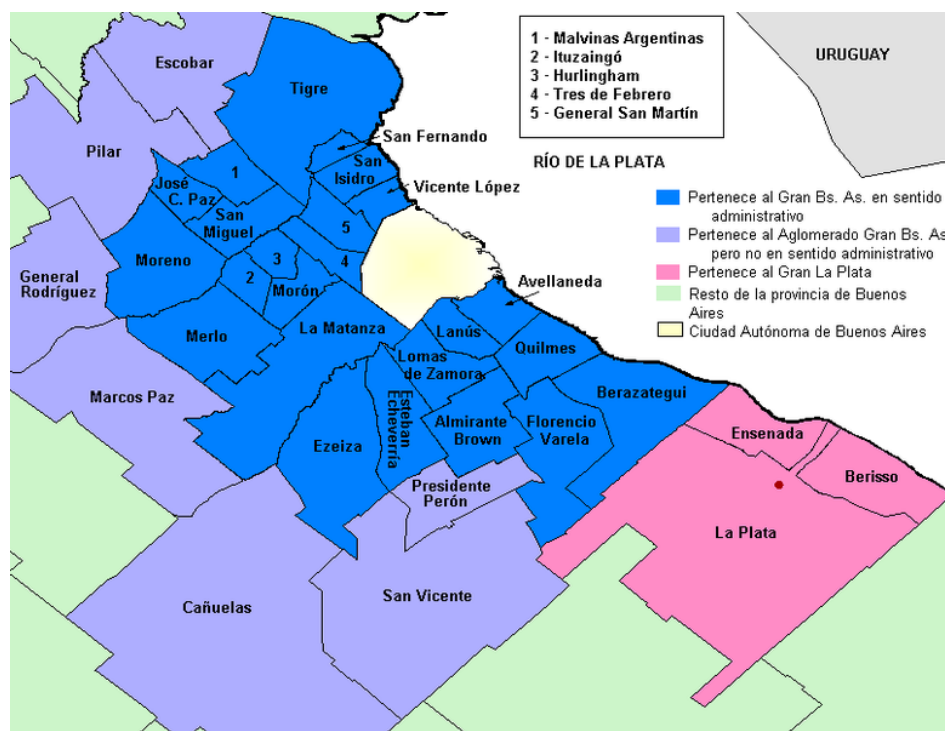 1 - Malvinas Argentinas
2 - Ituzaingó
3 - Hurlingham
4 - Tres de Febrero
5 - General San Martín
URUGUAY
Escobar
Tigre
San Fernando
Pilar
San
Isidro
RÍO DE LA PLATA
1
José
C. Paz
Vicente López
Pertenece al Gran Bs. As. en sentido
administrativo
San
Miguel
5
Pertenece al Aglomerado Gran Bs. As
pero no en sentido administrativo
General
Rodríguez
Moreno
3
4
2
Morón
Avellaneda
Pertenece al Gran La Plata
Resto de la provincia de Buenos
Aires
Ciudad Autónoma de Buenos Aires
Merlo
La Matanza
Lanús
Quilmes
Lomas
de Zamora
Marcos Paz
Esteban
Echeverría
Berazategui
Almirante
Brown
Florencio
Varela
Ezeiza
Ensenada
Presidente
Perón
Berisso
La Plata
Cañuelas
San Vicente